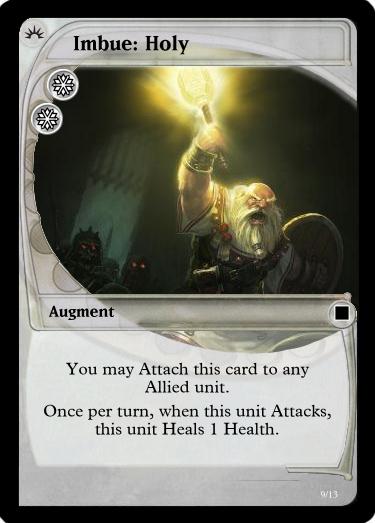 Imbue: Holy
Augment
You may Attach this card to any
Allied unit.
Once per turn, when this unit Attacks,
this unit Heals 1 Health.
9/13